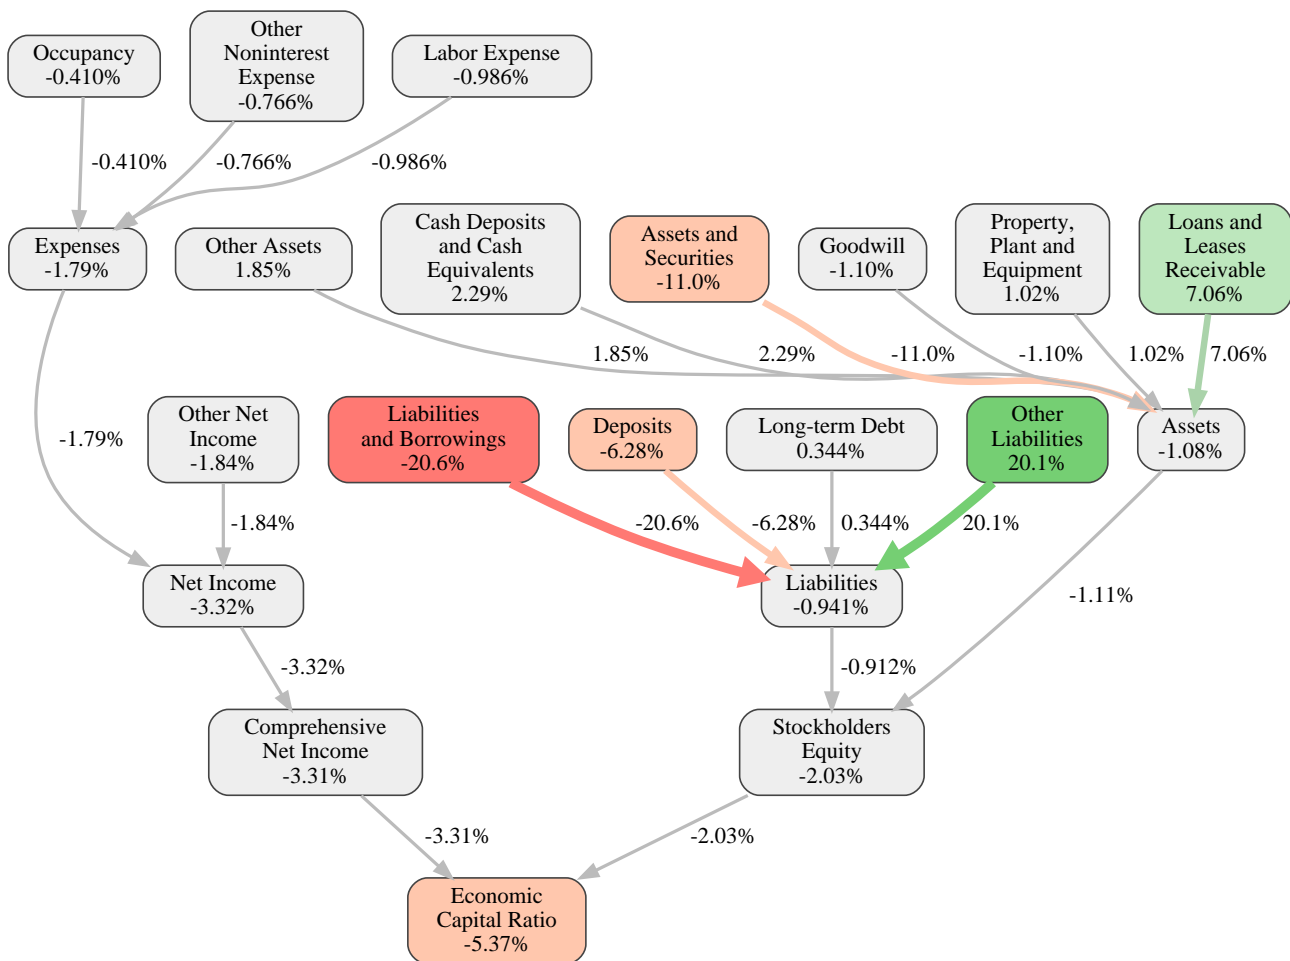 Occupancy
-0.410%
Other
Noninterest
Expense
-0.766%
Labor Expense
-0.986%
-0.410%
-0.766%
-0.986%
Expenses
-1.79%
Other Assets
1.85%
Cash Deposits
and Cash
Equivalents
2.29%
Assets and
Securities
-11.0%
Goodwill
-1.10%
Property,
Plant and
Equipment
1.02%
Loans and
Leases
Receivable
7.06%
1.85%
2.29%
-11.0%
-1.10%
1.02%
7.06%
-1.79%
Other Net
Income
-1.84%
Liabilities
and Borrowings
-20.6%
Deposits
-6.28%
Long-term Debt
0.344%
Other
Liabilities
20.1%
Assets
-1.08%
-1.84%
-20.6%
-6.28%
0.344%
20.1%
Net Income
-3.32%
Liabilities
-0.941%
-1.11%
-3.32%
-0.912%
Comprehensive
Net Income
-3.31%
Stockholders
Equity
-2.03%
-3.31%
-2.03%
Economic
Capital Ratio
-5.37%